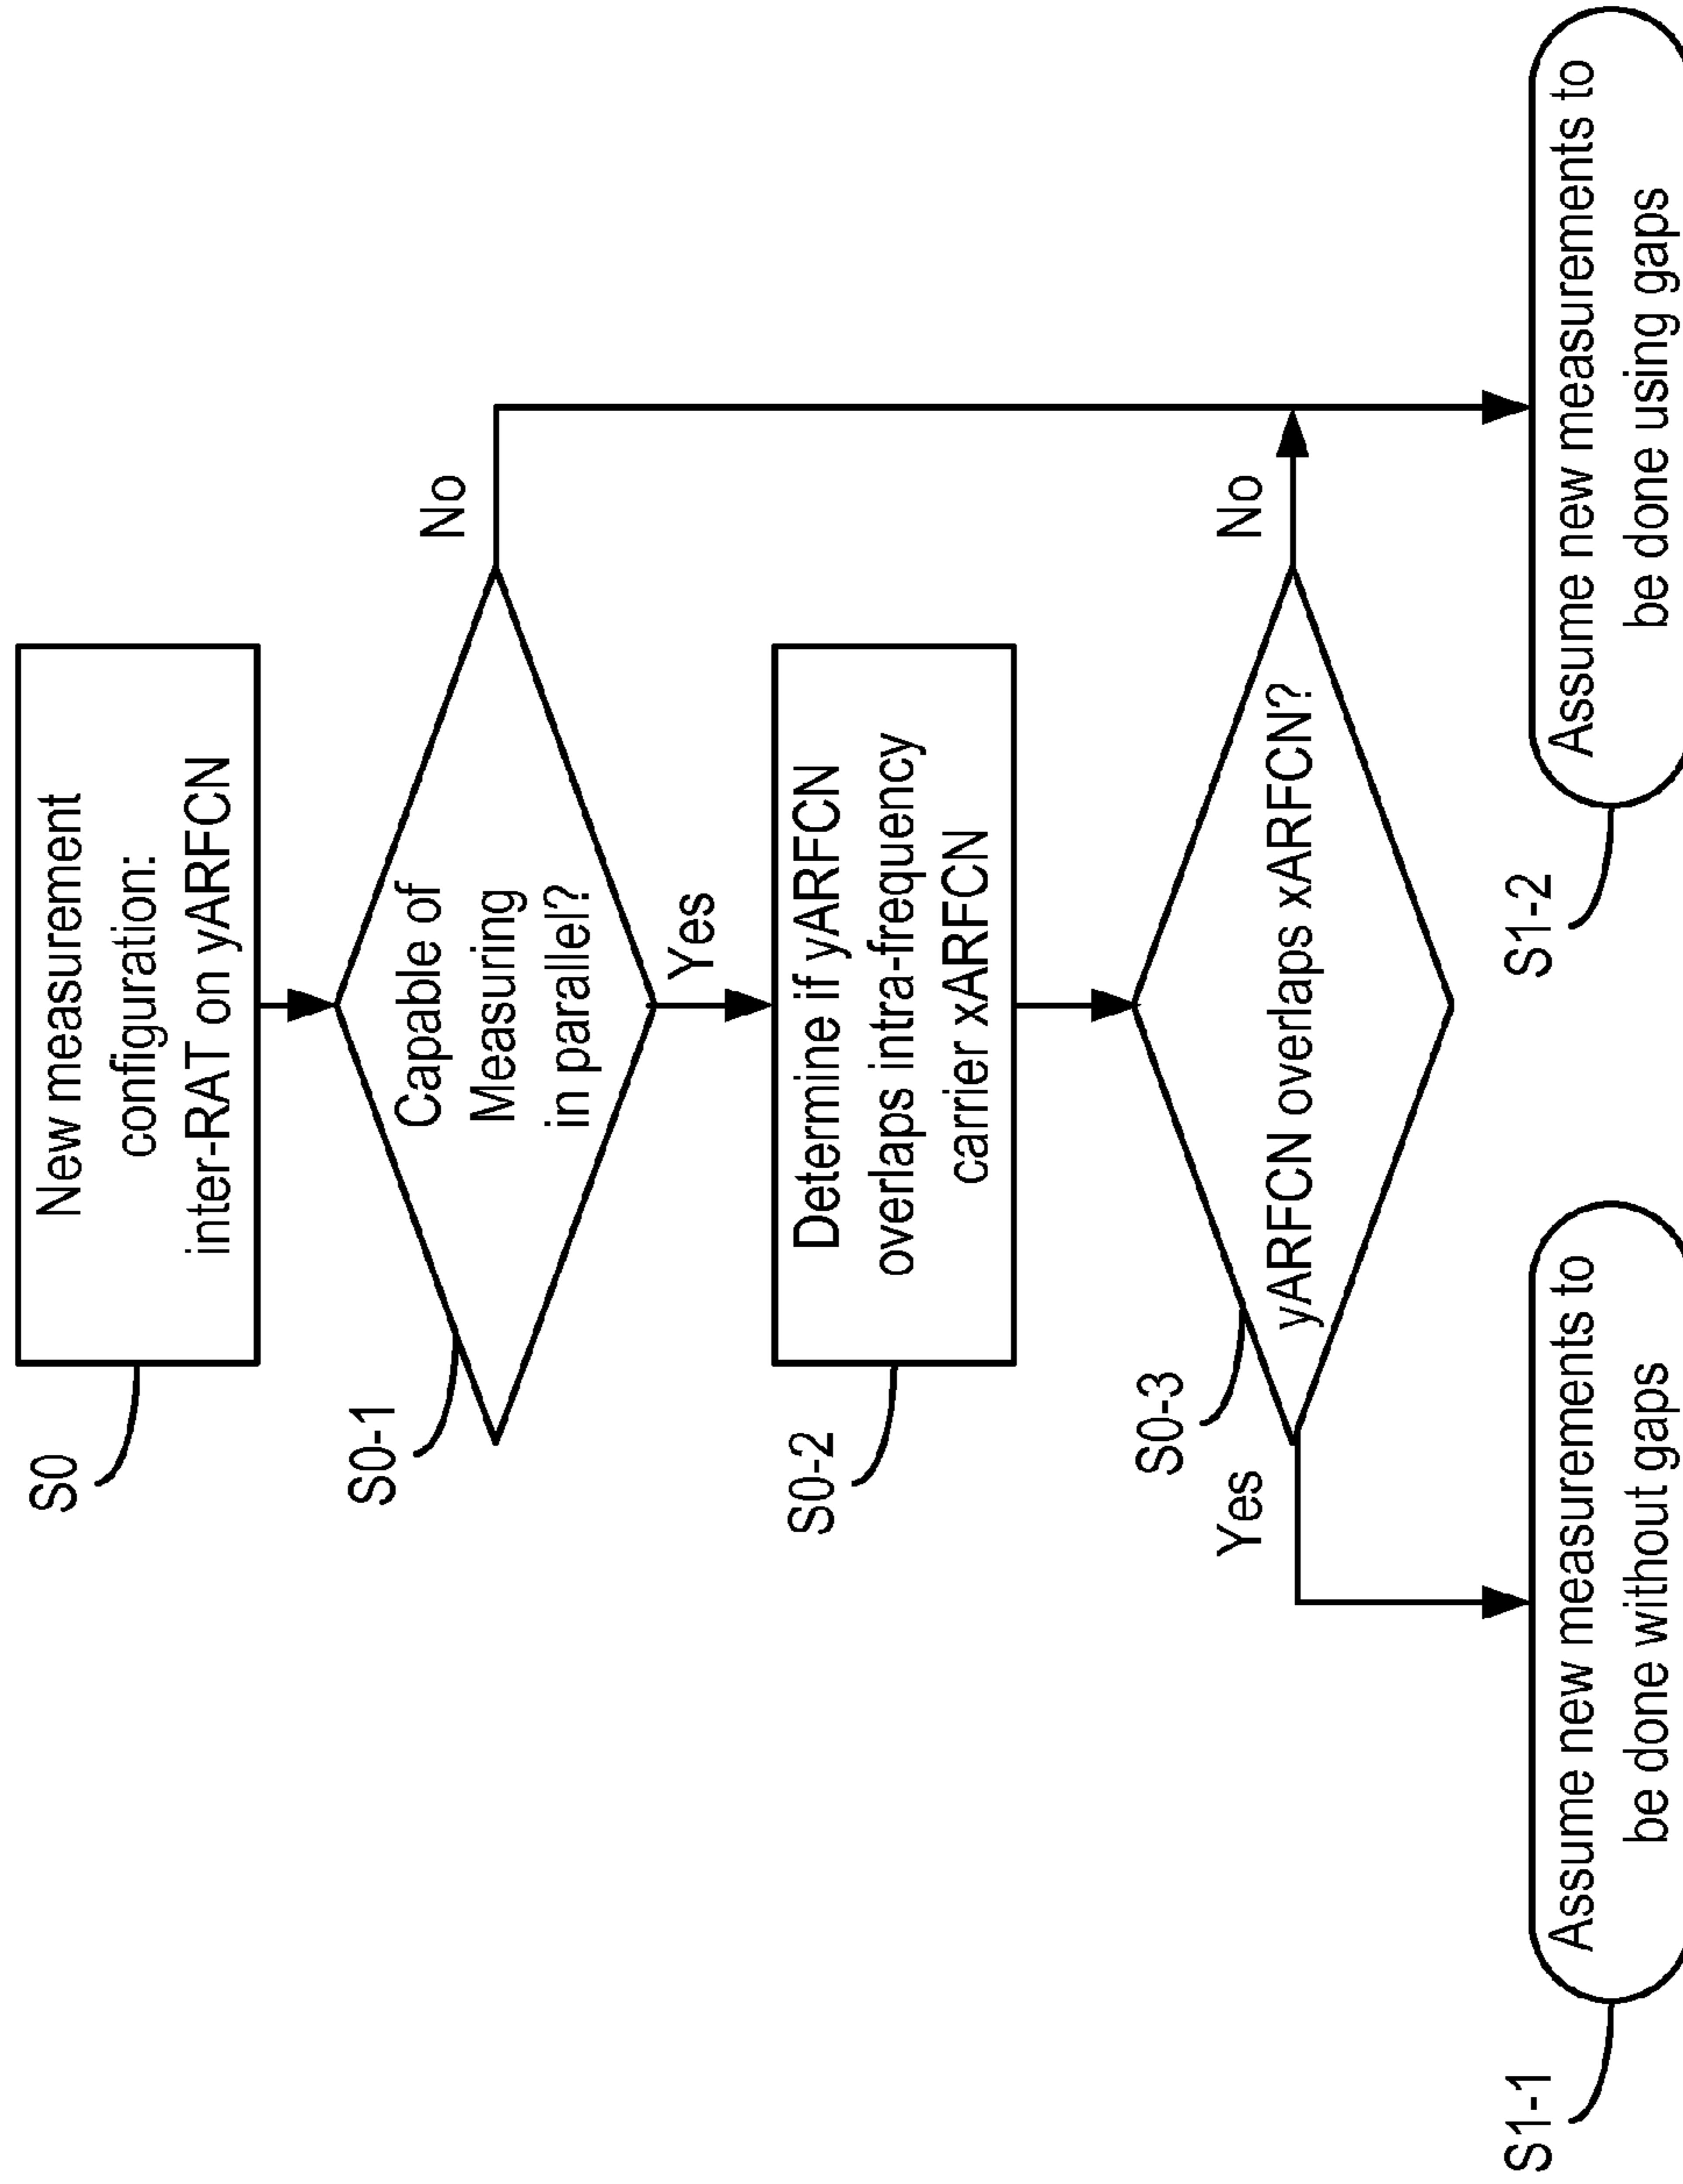 S0
New measurement
configuration:
inter-RAT on yARFCN
S0-1
Capable of
Measuring
in parallel?
No
Yes
S0-2
Determine if yARFCN
overlaps intra-frequency
carrier xARFCN
S0-3
yARFCN overlaps xARFCN?
Yes
No
S1-1
Assume new measurements to
be done without gaps
S1-2
Assume new measurements to
be done using gaps